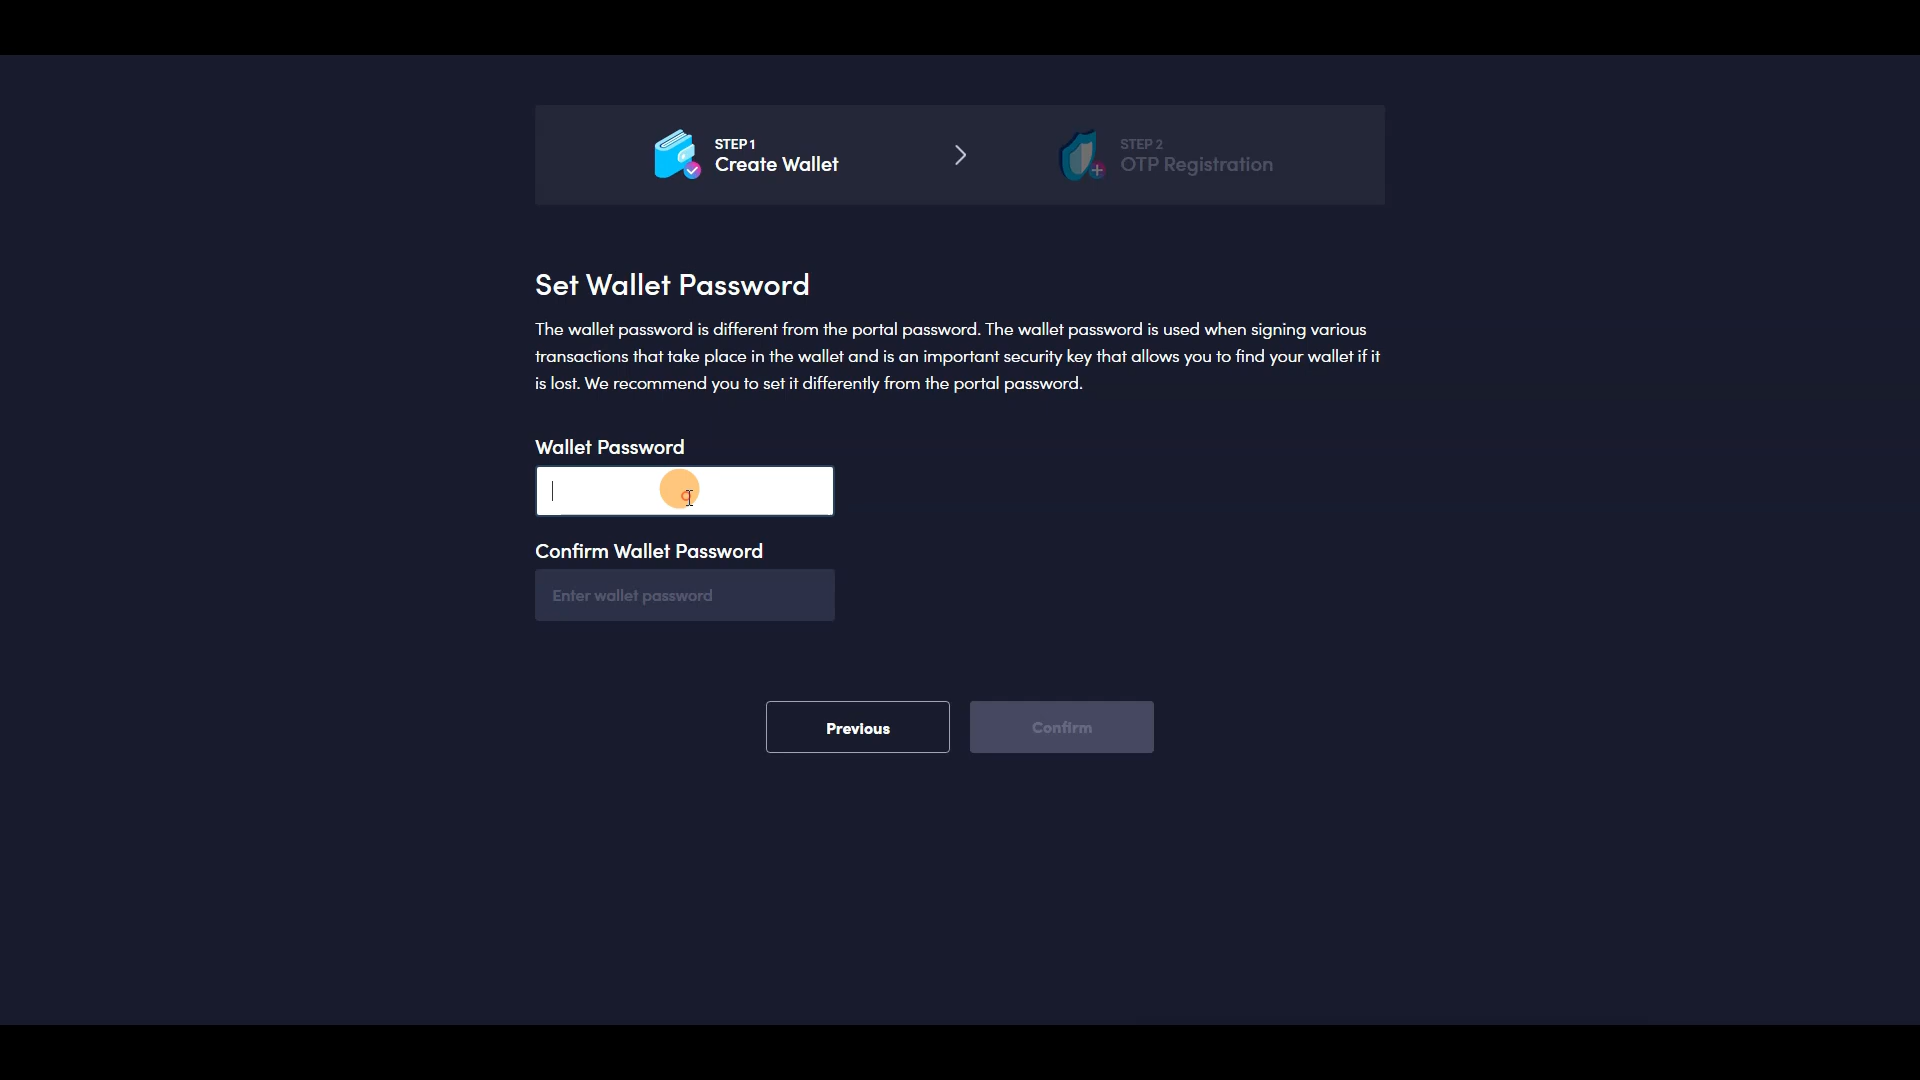 STEP 1
Create Wallet
STEP 2
OTP Registration
Set Wallet Password
The wallet password is different from the portal password. The wallet password is used when signing various
transactions that take place in the wallet and is an important security key that allows you to find your wallet if it
is lost. We recommend you to set it differently from the portal password.
Wallet Password
Confirm Wallet Password
Enter wallet password
Previous
Confirm